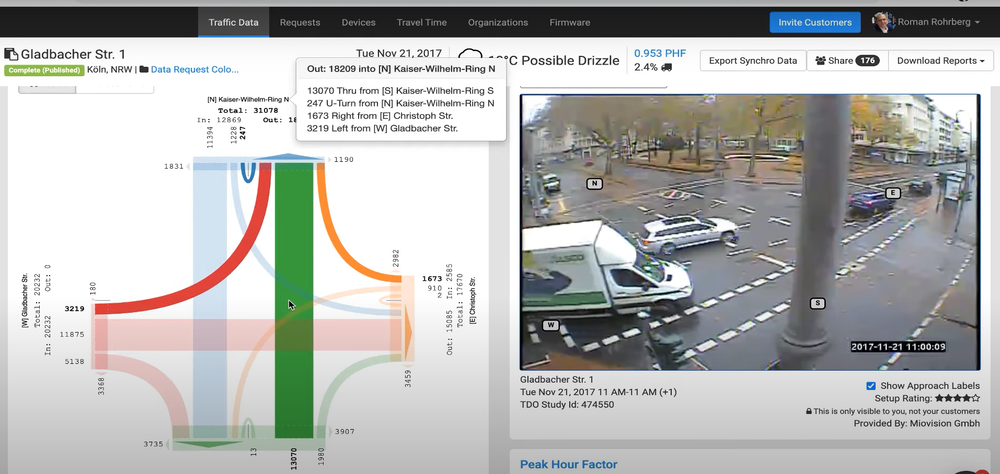 Traffic Data Requests Devices Travel Time Organizations Firmware Invite Customers Roman Rohrberg
Gladbacher Str. 1
Complete (Published) Köln, NRW | Data Request Colo...
Tue Nov 21, 2017
°C Possible Drizzle
0.953 PHF
2.4%
Export Synchro Data Share 176 Download Reports
Out: 18209 into [N] Kaiser-Wilhelm-Ring N
13070 Thru from [S] Kaiser-Wilhelm-Ring S
247 U-Turn from [N] Kaiser-Wilhelm-Ring N
1673 Right from [E] Christoph Str.
3219 Left from [W] Gladbacher Str.
[N] Kaiser-Wilhelm-Ring N
Total: 31078
In: 12869 Out: 18
11394
1228
247
1831
1190
[W] Gladbacher Str.
Total: 20232
In: 20232 Out: 0
180
3219
11875
5138
3368
2982
1673
910
2
3459
Out: 15085 In: 2585
Total: 17670
[E] Christoph Str.
3735
3907
13
13070
1980
N
E
S
W
2017-11-21 11:00:09
Gladbacher Str. 1
Tue Nov 21, 2017 11 AM-11 AM (+1)
TDO Study Id: 474550
Show Approach Labels
Setup Rating:
This is only visible to you, not your customers
Provided By: Miovision Gmbh
Peak Hour Factor